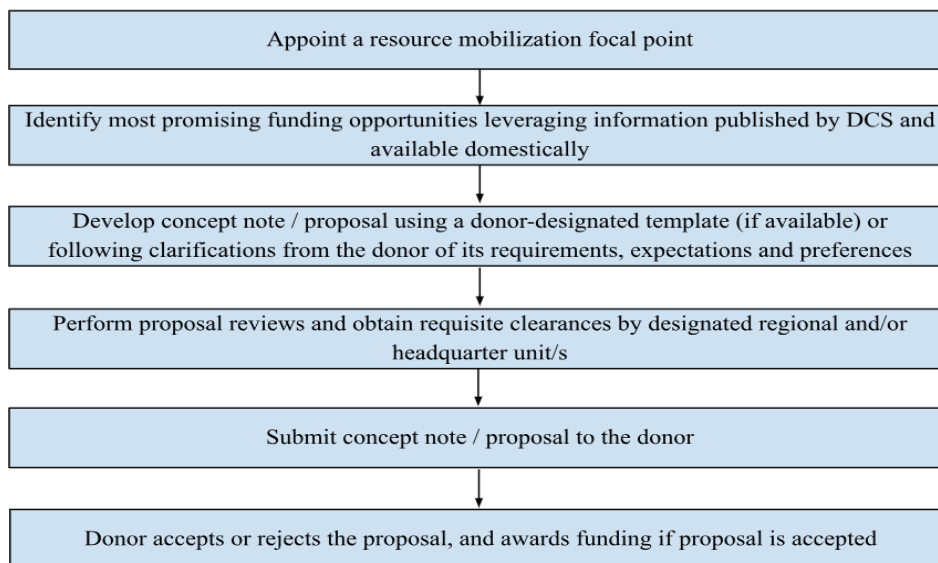 Appoint a resource mobilization focal point
Identify most promising funding opportunities leveraging information published by DCS and
available domestically
Develop concept note / proposal using a donor-designated template (if available) or
following clarifications from the donor of its requirements, expectations and preferences
Perform proposal reviews and obtain requisite clearances by designated regional and/or
headquarter unit/s
Submit concept note / proposal to the donor
Donor accepts or rejects the proposal, and awards funding if proposal is accepted